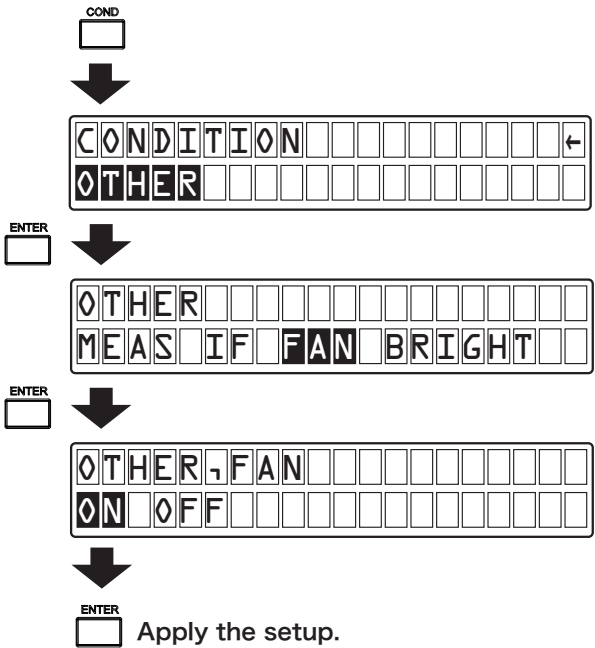 COND
CONDITION ←
OTHER
ENTER
OTHER
MEAS IF FAN BRIGHT
ENTER
OTHER,FAN
ON OFF
ENTER
Apply the setup.